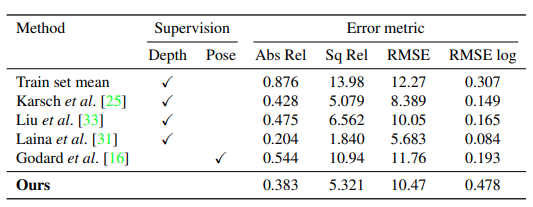 Method Supervision Error metric
Depth Pose Abs Rel Sq Rel RMSE RMSE log
Train set mean ✓ 0.876 13.98 12.27 0.307
Karsch et al. [25] ✓ 0.428 5.079 8.389 0.149
Liu et al. [33] ✓ 0.475 6.562 10.05 0.165
Laina et al. [31] ✓ 0.204 1.840 5.683 0.084
Godard et al. [16] ✓ 0.544 10.94 11.76 0.193
Ours 0.383 5.321 10.47 0.478